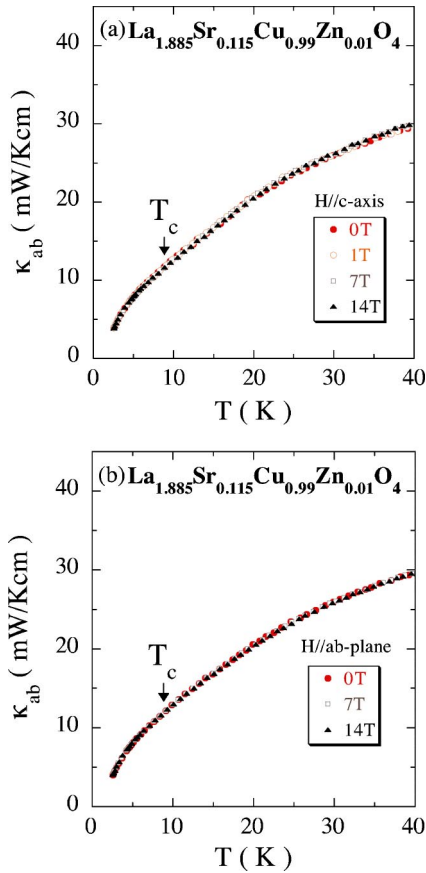 (a) La1.885Sr0.115Cu0.99Zn0.01O4
40
30
20
10
0
κab ( mW/Kcm )
Tc
H//c-axis
0T
1T
7T
14T
0 10 20 30 40
T ( K )
(b) La1.885Sr0.115Cu0.99Zn0.01O4
40
30
20
10
0
κab ( mW/Kcm )
Tc
H//ab-plane
0T
7T
14T
0 10 20 30 40
T ( K )